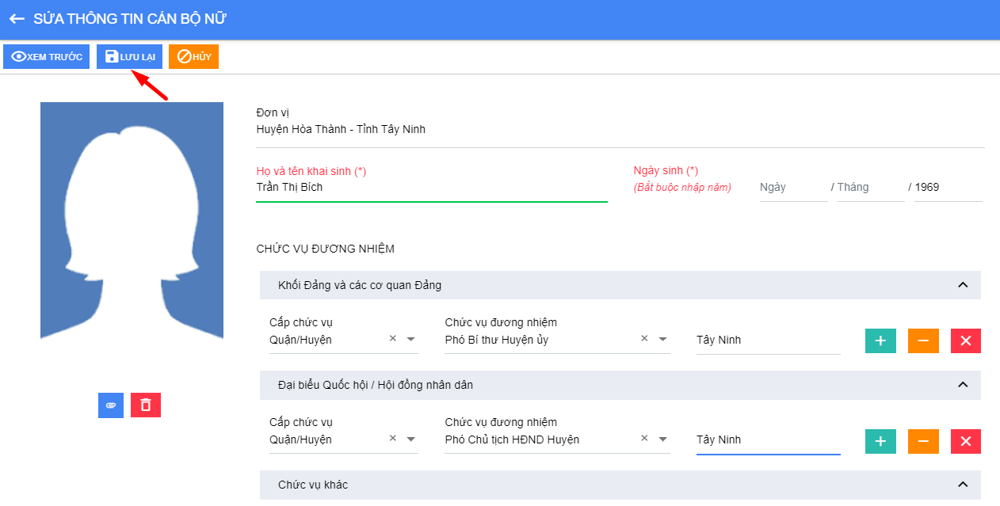 SỬA THÔNG TIN CÁN BỘ NỮ
XEM TRƯỚC LƯU LẠI HỦY
Đơn vị
Huyện Hòa Thành - Tỉnh Tây Ninh
Họ và tên khai sinh (*) Ngày sinh (*)
Trần Thị Bích (Bắt buộc nhập năm) Ngày / Tháng / 1969
CHỨC VỤ ĐƯƠNG NHIỆM
Khối Đảng và các cơ quan Đảng
Cấp chức vụ Chức vụ đương nhiệm
Quận/Huyện Phó Bí thư Huyện ủy Tây Ninh
Đại biểu Quốc hội / Hội đồng nhân dân
Cấp chức vụ Chức vụ đương nhiệm
Quận/Huyện Phó Chủ tịch HĐND Huyện Tây Ninh
Chức vụ khác